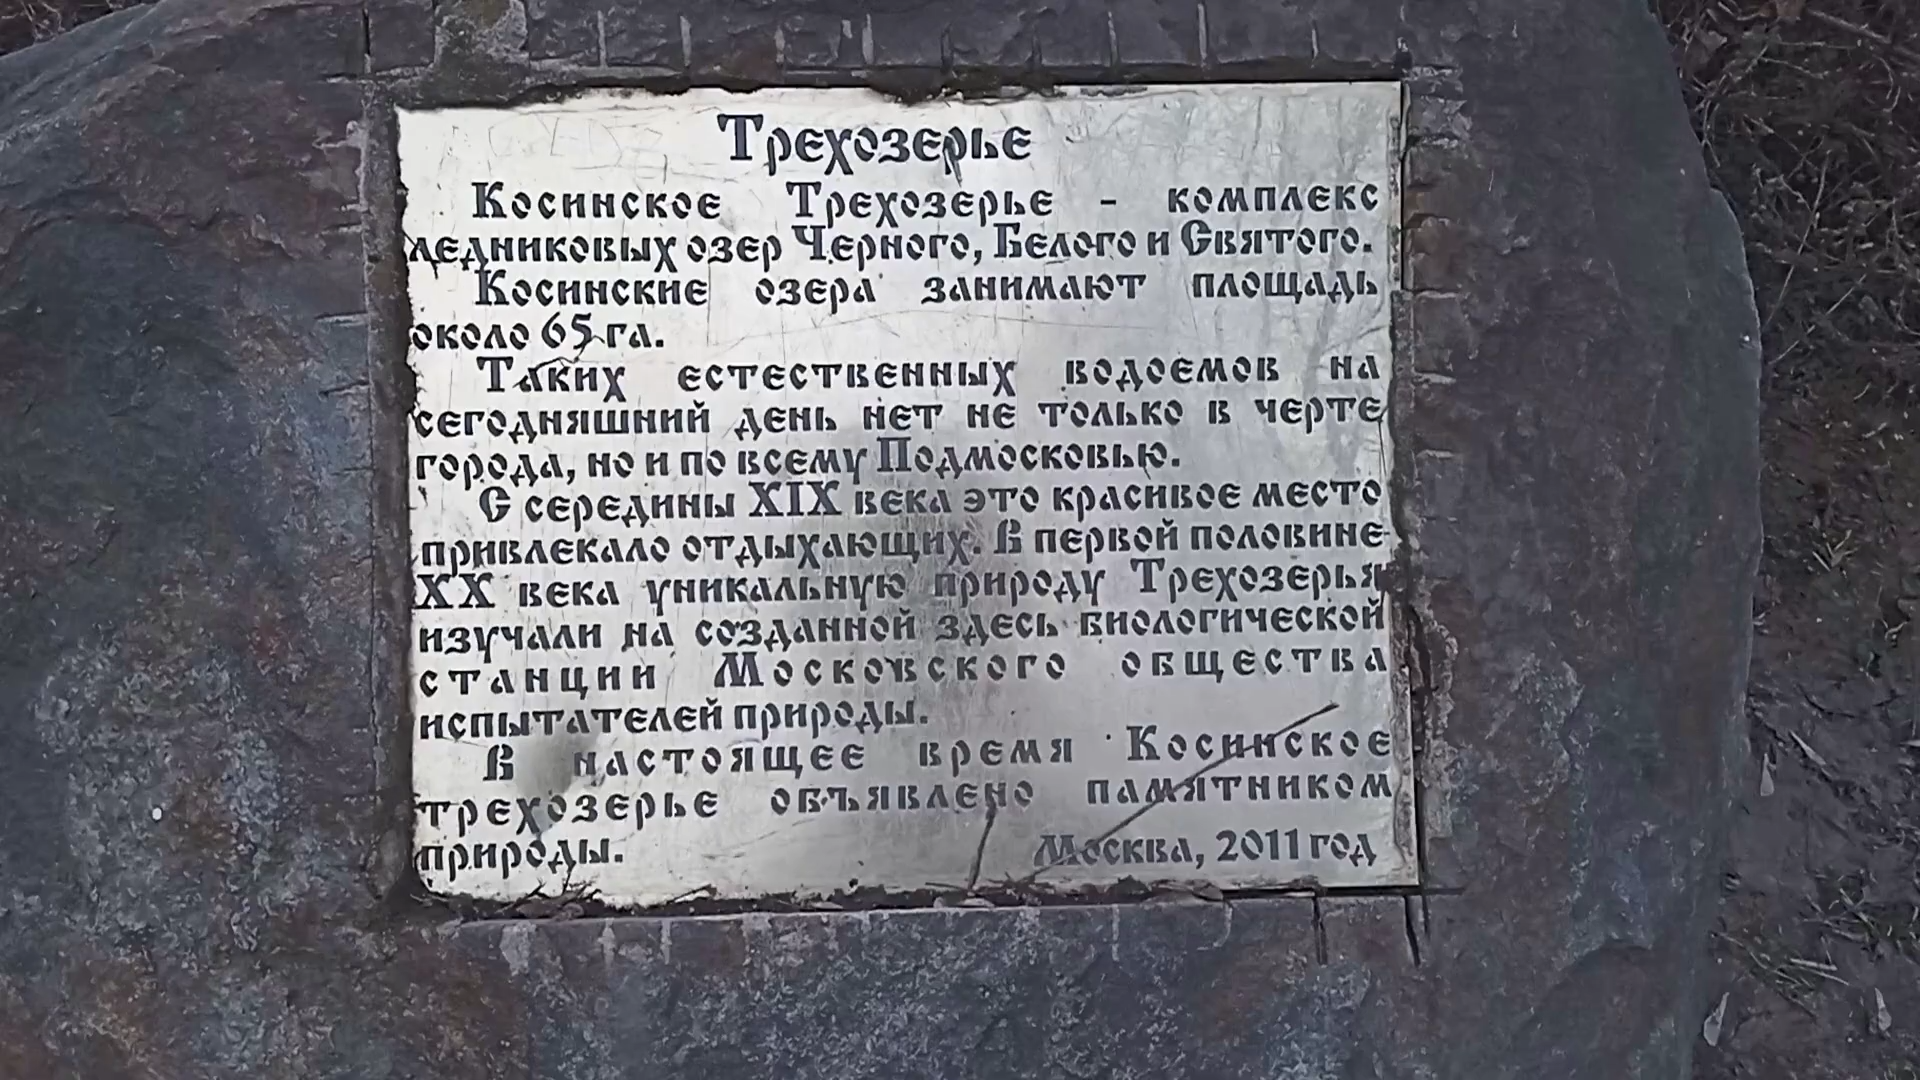 Трехозерье
Косинское Трехозерье - комплекс
ледниковых озер Черного, Белого и Святого.
Косинские озера занимают площадь
около 65 га.
Таких естественных водоемов на
сегодняшний день нет не только в черте
города, но и по всему Подмосковью.
С середины XIX века это красивое место
привлекало отдыхающих. В первой половине
XX века уникальную природу Трехозерья
изучали на созданной здесь биологической
станции Московского общества
испытателей природы.
В настоящее время Косинское
трехозерье объявлено памятником
природы.
Москва, 2011 год